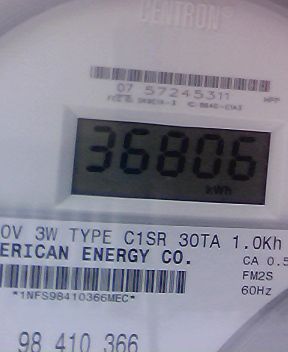 CENTRON
07 57245311
36806
kWh
0V 3W TYPE C1SR 30TA 1.0Kh
ERICAN ENERGY CO.
CA 0.5
FM2S
*1NFS98410366MEC*
60Hz
98 410 366